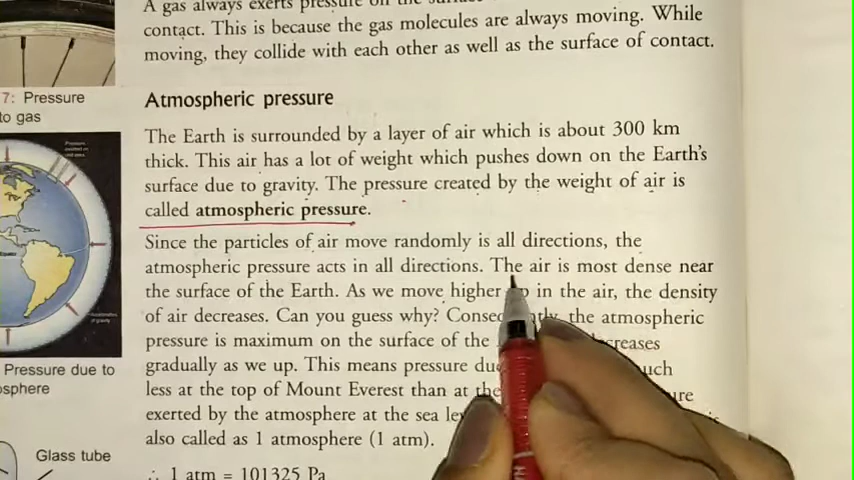 A gas always exerts pressure on the
contact. This is because the gas molecules are always moving. While
moving, they collide with each other as well as the surface of contact.
7: Pressure
to gas
Atmospheric pressure
The Earth is surrounded by a layer of air which is about 300 km
thick. This air has a lot of weight which pushes down on the Earth's
surface due to gravity. The pressure created by the weight of air is
called atmospheric pressure.
Since the particles of air move randomly is all directions, the
atmospheric pressure acts in all directions. The air is most dense near
the surface of the Earth. As we move higher up in the air, the density
of air decreases. Can you guess why? Consequently, the atmospheric
pressure is maximum on the surface of the
gradually as we up. This means pressure
less at the top of Mount Everest than at the
exerted by the atmosphere at the sea
also called as 1 atmosphere (1 atm).
∴ 1 atm = 101325 Pa
Pressure due to
Glass tube